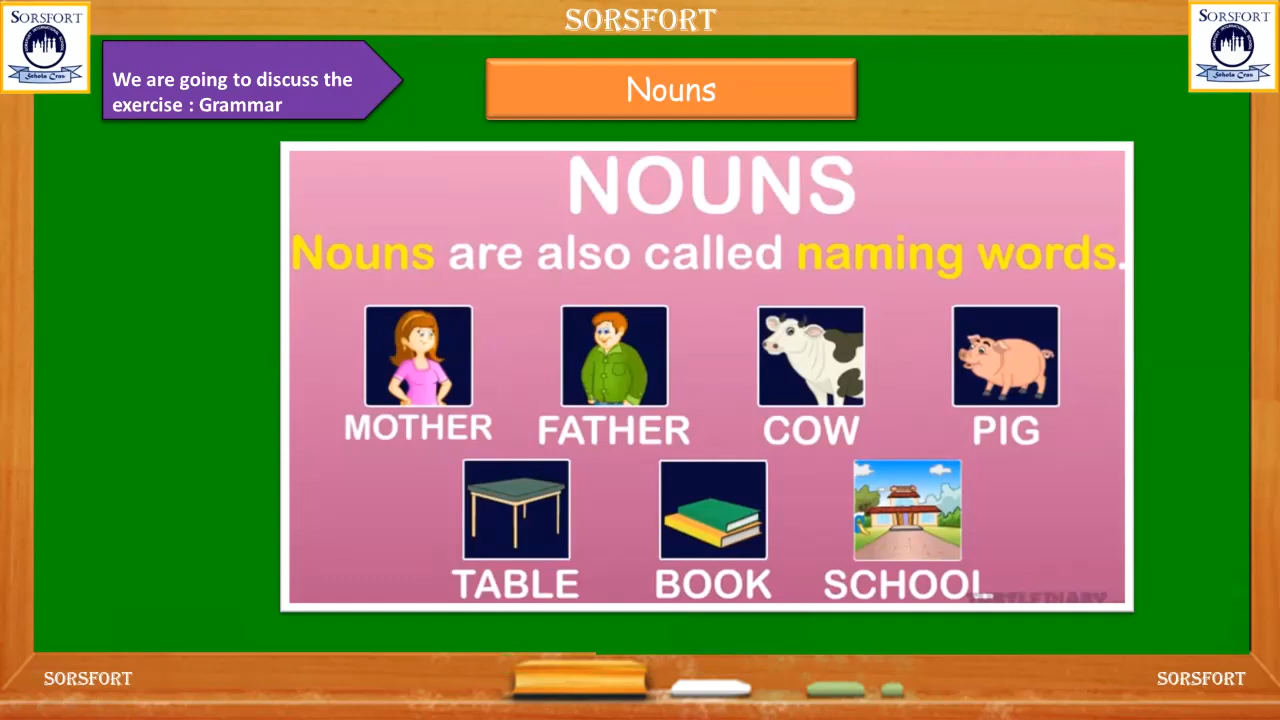 SORSFORT
SORSFORT
SORSFORT
Schola Cras
Schola Cras
We are going to discuss the
exercise : Grammar
Nouns
NOUNS
Nouns are also called naming words.
MOTHER FATHER COW PIG
TABLE BOOK SCHOOL
SORSFORT
SORSFORT